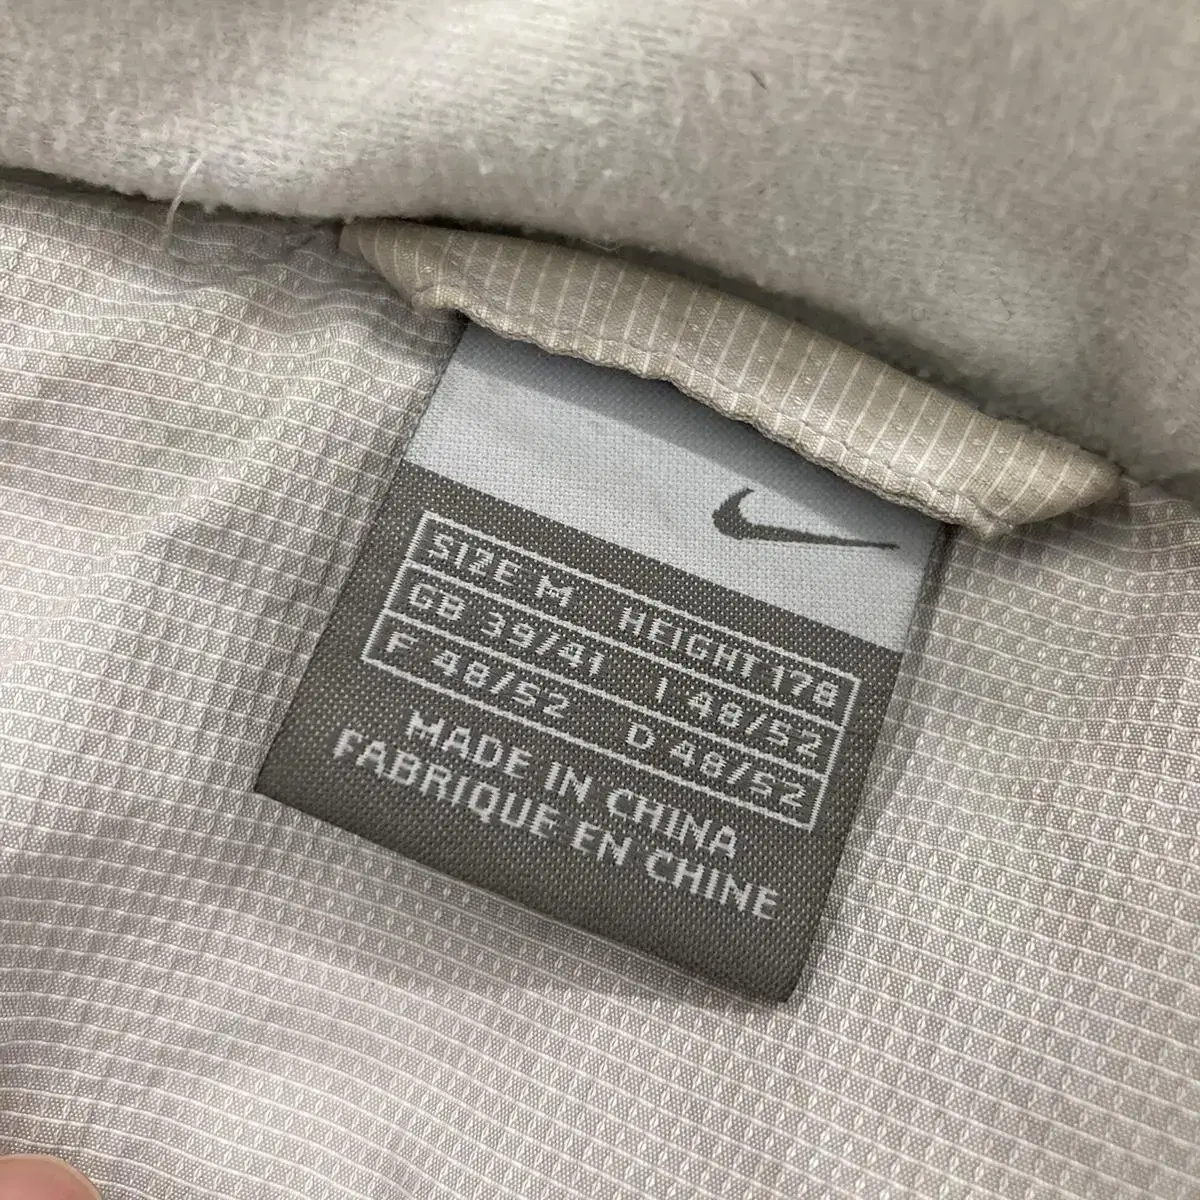 SIZE M HEIGHT 178
GB 39/41 I 48/52
F 48/52 D 48/52
MADE IN CHINA
FABRIQUE EN CHINE